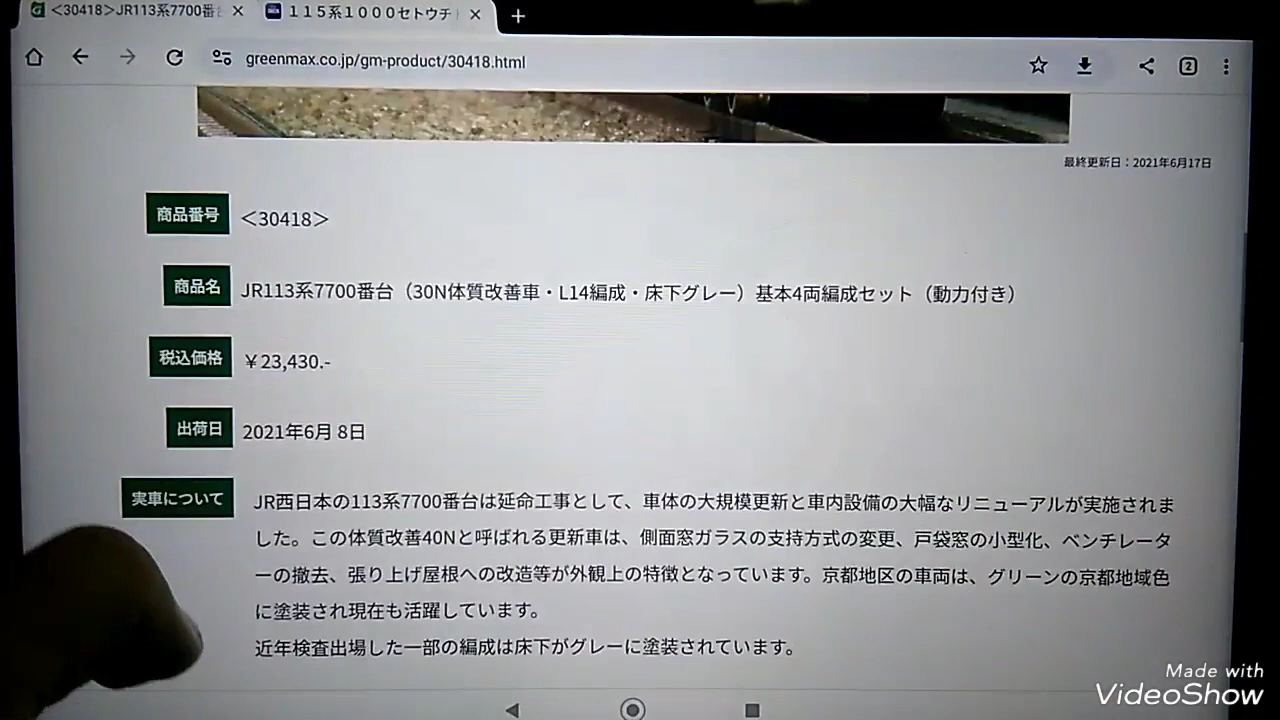 ＜30418＞JR113系7700番台
１１５系１０００セトウチ
greenmax.co.jp/gm-product/30418.html
2
最終更新日：2021年6月17日
商品番号 ＜30418＞
商品名 JR113系7700番台（30N体質改善車・L14編成・床下グレー）基本4両編成セット（動力付き）
税込価格 ￥23,430.-
出荷日 2021年6月 8日
実車について JR西日本の113系7700番台は延命工事として、車体の大規模更新と車内設備の大幅なリニューアルが実施されま
した。この体質改善40Nと呼ばれる更新車は、側面窓ガラスの支持方式の変更、戸袋窓の小型化、ベンチレータ
ーの撤去、張り上げ屋根への改造等が外観上の特徴となっています。京都地区の車両は、グリーンの京都地域色
に塗装され現在も活躍しています。
近年検査出場した一部の編成は床下がグレーに塗装されています。
Made with
VideoShow